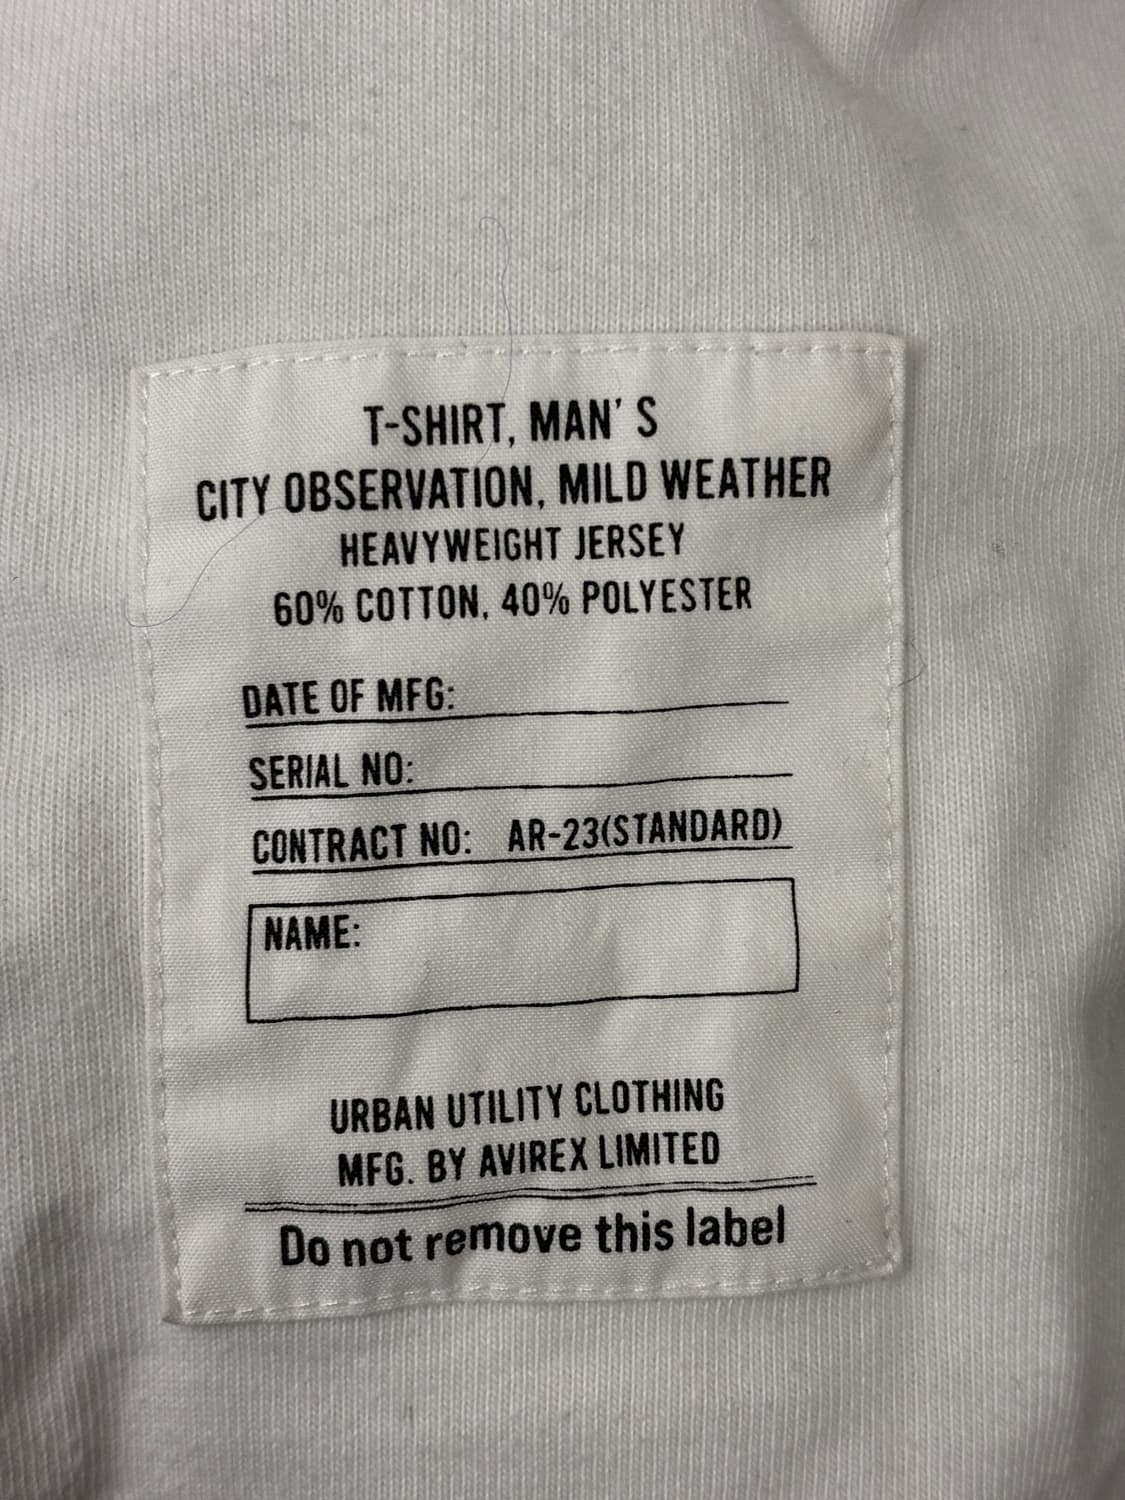 T-SHIRT, MAN' S
CITY OBSERVATION, MILD WEATHER
HEAVYWEIGHT JERSEY
60% COTTON, 40% POLYESTER
DATE OF MFG:
SERIAL NO:
CONTRACT NO: AR-23(STANDARD)
NAME:
URBAN UTILITY CLOTHING
MFG. BY AVIREX LIMITED
Do not remove this label